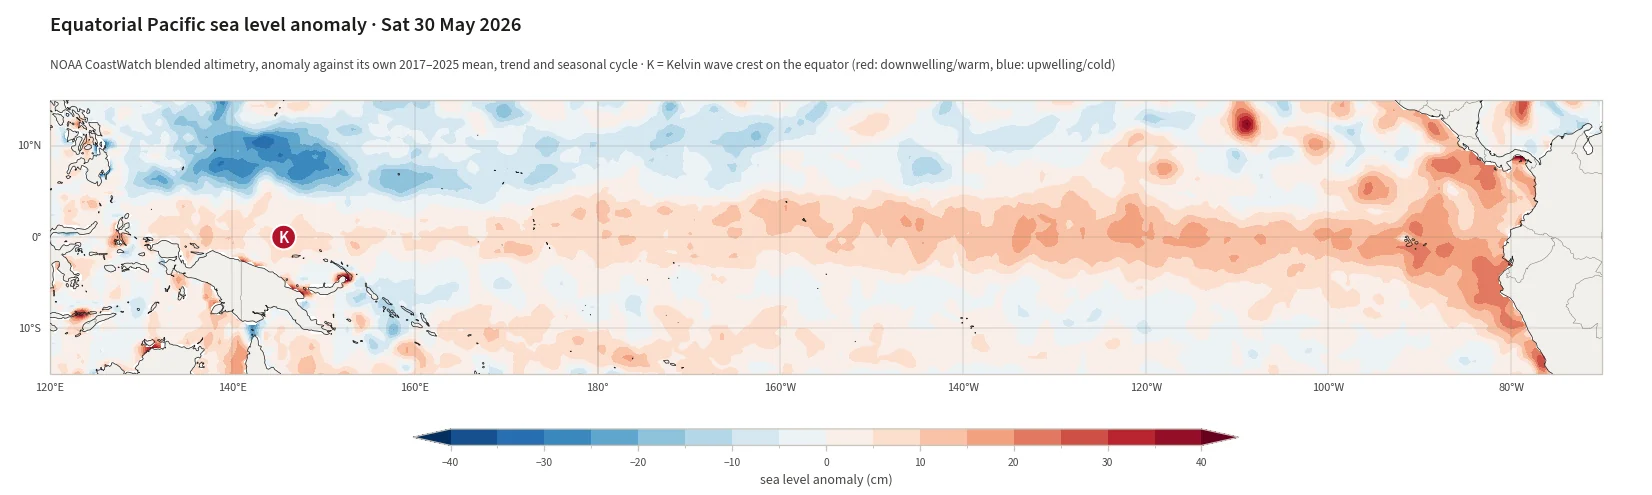 Equatorial Pacific sea level anomaly · Sat 30 May 2026
NOAA CoastWatch blended altimetry, anomaly against its own 2017–2025 mean, trend and seasonal cycle · K = Kelvin wave crest on the equator (red: downwelling/warm, blue: upwelling/cold)
10°N
0°
K
10°S
120°E 140°E 160°E 180° 160°W 140°W 120°W 100°W 80°W
−40 −30 −20 −10 0 10 20 30 40
sea level anomaly (cm)